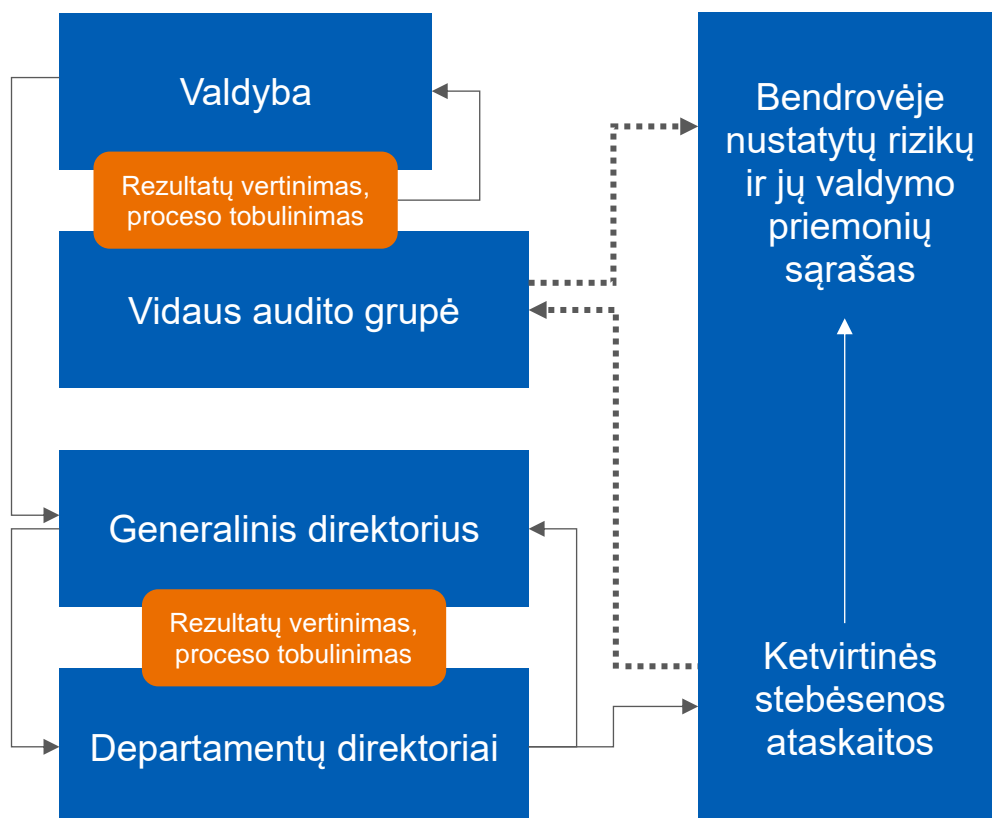 Valdyba
Rezultatų vertinimas,
proceso tobulinimas
Vidaus audito grupė
Generalinis direktorius
Rezultatų vertinimas,
proceso tobulinimas
Departamentų direktoriai
Bendrovėje
nustatytų rizikų
ir jų valdymo
priemonių
sąrašas
Ketvirtinės
stebėsenos
ataskaitos